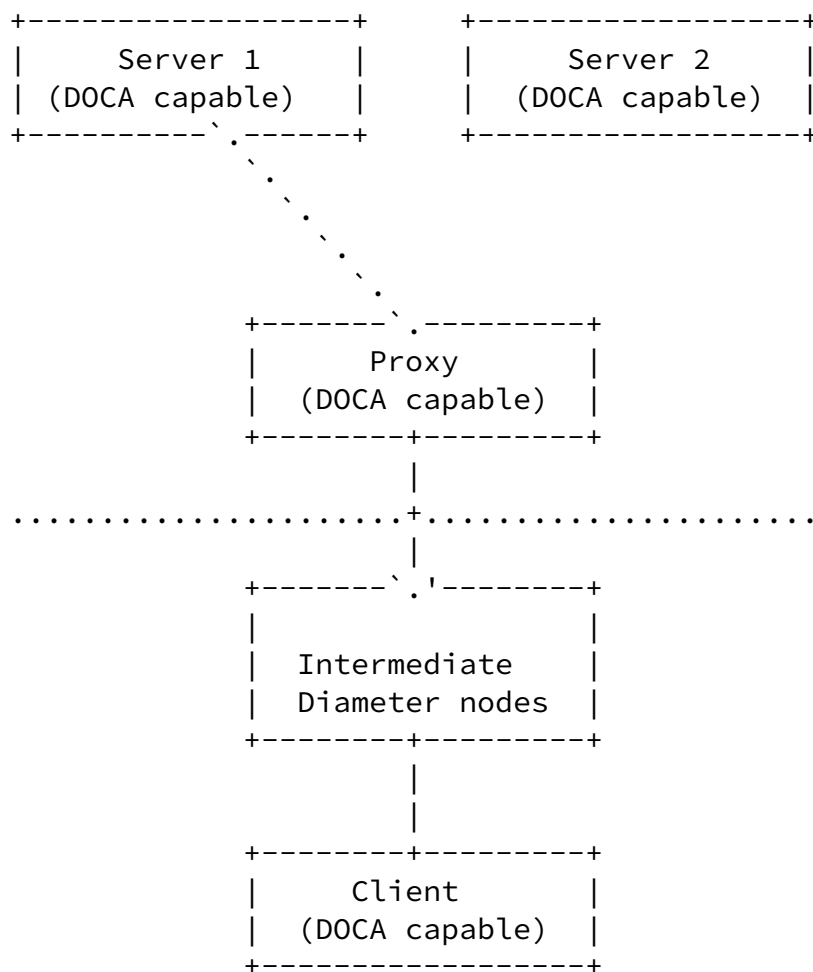 Server 1 Server 2
(DOCA capable) (DOCA capable)
Proxy
(DOCA capable)
Intermediate
Diameter nodes
Client
(DOCA capable)